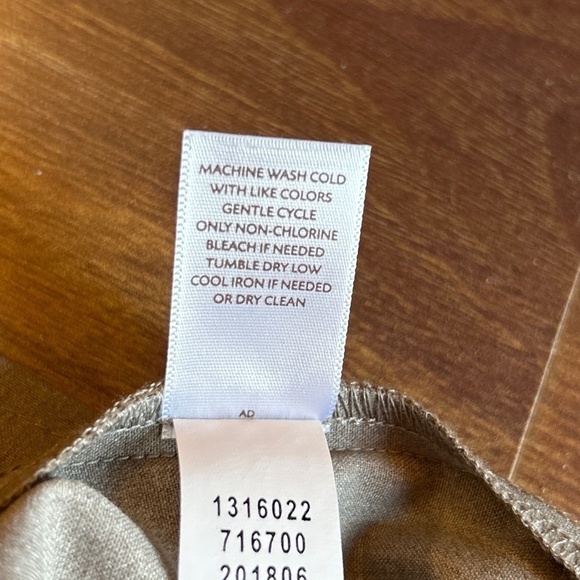 MACHINE WASH COLD
WITH LIKE COLORS
GENTLE CYCLE
ONLY NON-CHLORINE
BLEACH IF NEEDED
TUMBLE DRY LOW
COOL IRON IF NEEDED
OR DRY CLEAN
AD
1316022
716700
201806